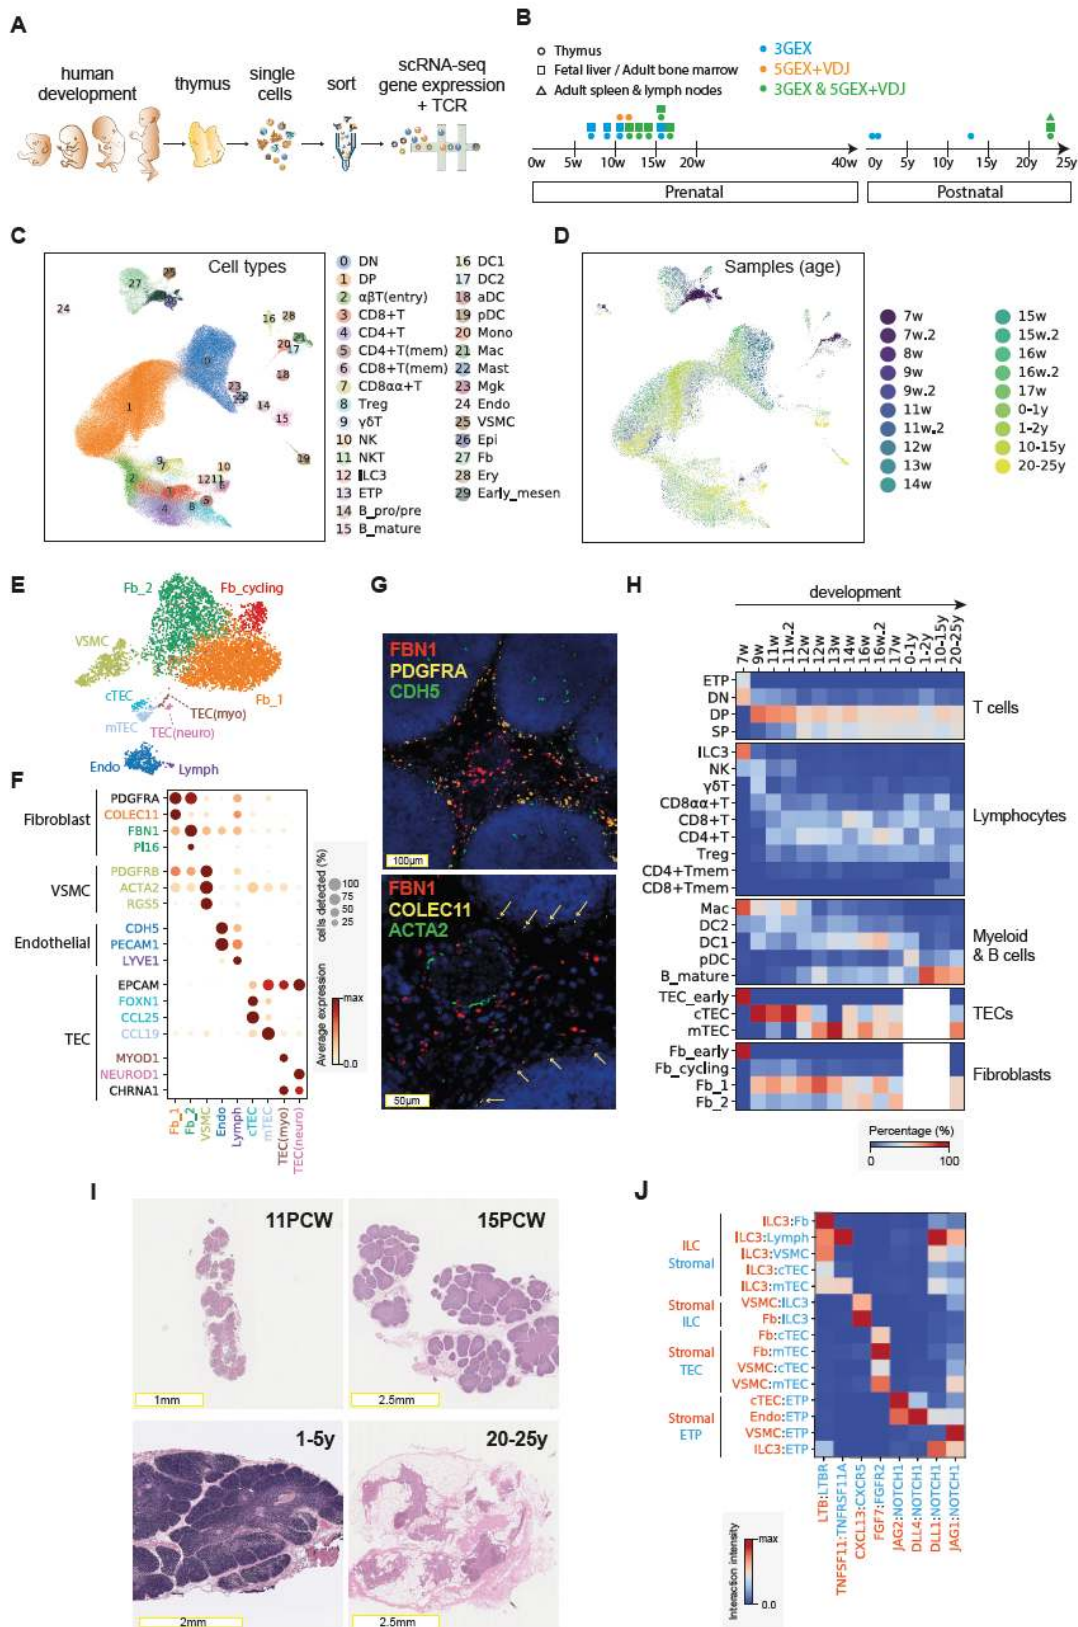 A
human development
thymus
single cells
sort
scRNA-seq gene expression + TCR
B
Thymus
Fetal liver / Adult bone marrow
Adult spleen & lymph nodes
3GEX
5GEX+VDJ
3GEX & 5GEX+VDJ
0w 5w 10w 15w 20w 40w 0y 5y 10y 15y 20y 25y
Prenatal
Postnatal
C
Cell types
0 DN
1 DP
2 αβT(entry)
3 CD8+T
4 CD4+T
5 CD4+T(mem)
6 CD8+T(mem)
7 CD8αα+T
8 Treg
9 γδT
10 NK
11 NKT
12 ILC3
13 ETP
14 B_pro/pre
15 B_mature
16 DC1
17 DC2
18 aDC
19 pDC
20 Mono
21 Mac
22 Mast
23 Mgk
24 Endo
25 VSMC
26 Epi
27 Fb
28 Ery
29 Early_mesen
D
Samples (age)
7w
7w.2
8w
9w
9w.2
11w
11w.2
12w
13w
14w
15w
15w.2
16w
16w.2
17w
0-1y
1-2y
10-15y
20-25y
E
Fb_2
Fb_cycling
VSMC
Fb_1
cTEC
mTEC
TEC(myo)
TEC(neuro)
Endo
Lymph
F
Fibroblast
PDGFRA
COLEC11
FBN1
PI16
VSMC
PDGFRB
ACTA2
RGS5
Endothelial
CDH5
PECAM1
LYVE1
TEC
EPCAM
FOXN1
CCL25
CCL19
MYOD1
NEUROD1
CHRNA1
Fb_1
Fb_2
VSMC
Endo
Lymph
cTEC
mTEC
TEC(myo)
TEC(neuro)
cells detected (%)
100
75
50
25
Average expression
max
0.0
G
FBN1
PDGFRA
CDH5
100μm
FBN1
COLEC11
ACTA2
50μm
H
development
7w 9w 11w 11w.2 12w 13w 14w 16w 16w.2 17w 0-1y 1-2y 10-15y 20-25y
ETP
DN
DP
SP
T cells
ILC3
NK
γδT
CD8αα+T
CD8+T
CD4+T
Treg
CD4+Tmem
CD8+Tmem
Lymphocytes
Mac
DC2
DC1
pDC
B_mature
Myeloid & B cells
TEC_early
cTEC
mTEC
TECs
Fb_early
Fb_cycling
Fb_1
Fb_2
Fibroblasts
Percentage (%)
0 100
I
11PCW
1mm
15PCW
2.5mm
1-5y
2mm
20-25y
2.5mm
J
ILC
Stromal
ILC3:Fb
ILC3:Lymph
ILC3:VSMC
ILC3:cTEC
ILC3:mTEC
Stromal
ILC
VSMC:ILC3
Fb:ILC3
Stromal
TEC
Fb:cTEC
Fb:mTEC
VSMC:cTEC
VSMC:mTEC
Stromal
ETP
cTEC:ETP
Endo:ETP
VSMC:ETP
ILC3:ETP
LTB:LTBR
TNFSF11:TNFRSF11A
CXCL13:CXCR5
FGF7:FGFR2
JAG2:NOTCH1
DLL4:NOTCH1
DLL1:NOTCH1
JAG1:NOTCH1
Interaction intensity
max
0.0